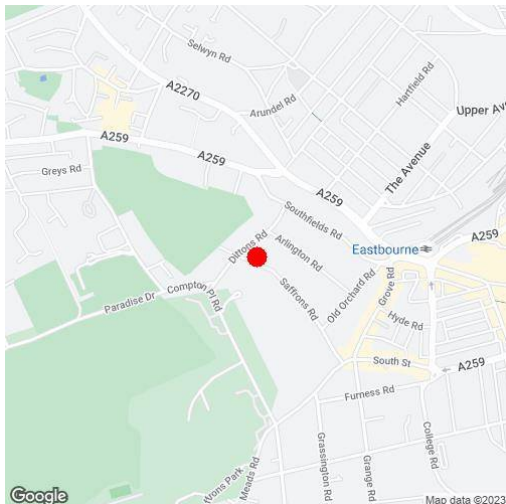 Selwyn Rd
Hartfield Rd
A2270
Arundel Rd
Upper Av
A259
A259
The Avenue
Greys Rd
A259
Southfields Rd
A259
Dittons Rd
Arlington Rd
Eastbourne
Compton Pl Rd
Paradise Dr
Saffrons Rd
Old Orchard Rd
Grove Rd
Hyde Rd
South St
A259
Furness Rd
Grassington Rd
Grange Rd
College Rd
Meads Rd
Google
Map data ©2023